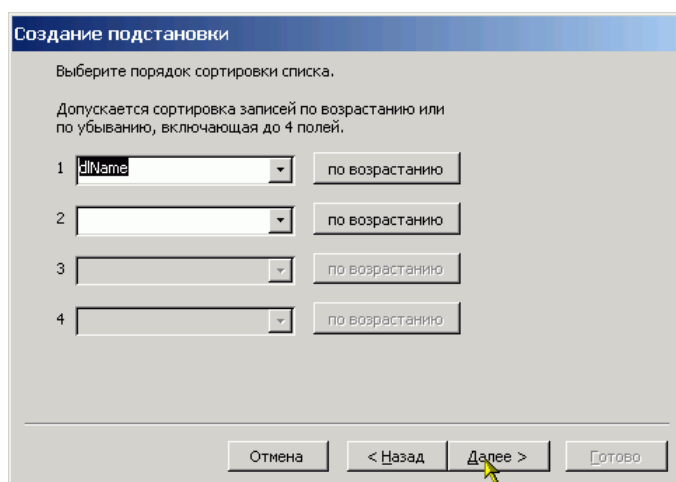 Создание подстановки
Выберите порядок сортировки списка.
Допускается сортировка записей по возрастанию или
по убыванию, включающая до 4 полей.
1 dlName по возрастанию
2 по возрастанию
3 по возрастанию
4 по возрастанию
Отмена < Назад Далее > Готово